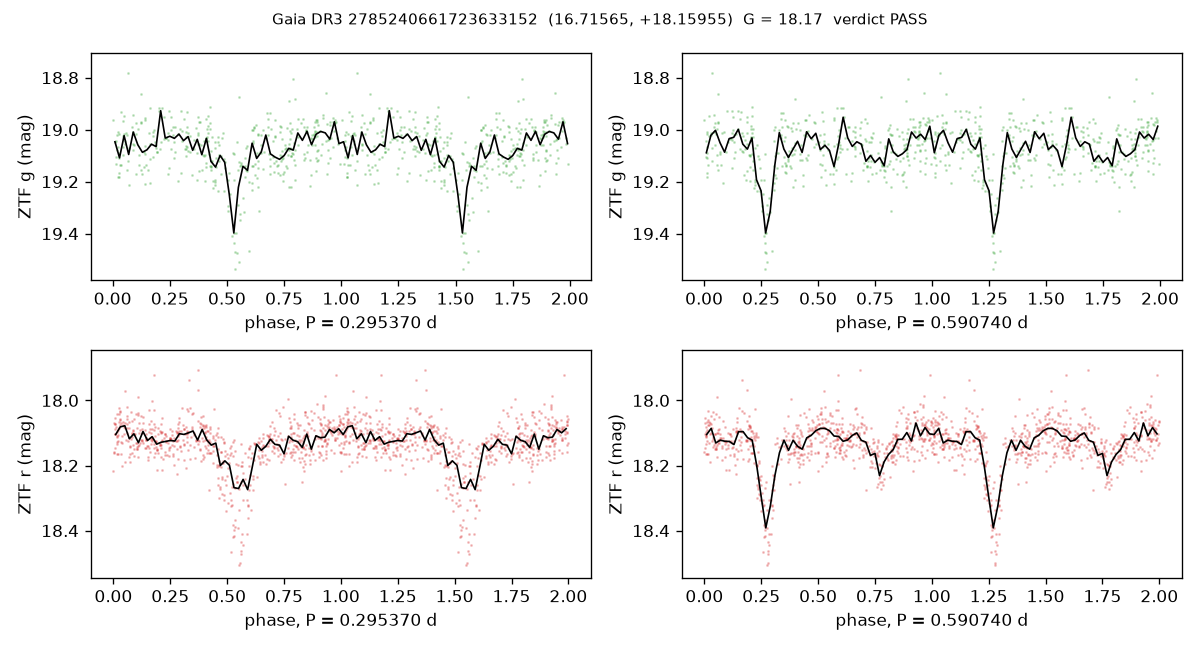 Gaia DR3 2785240661723633152  (16.71565, +18.15955)  G = 18.17  verdict PASS
ZTF g (mag)
18.8
19.0
19.2
19.4
0.00 0.25 0.50 0.75 1.00 1.25 1.50 1.75 2.00
phase, P = 0.295370 d
ZTF g (mag)
18.8
19.0
19.2
19.4
0.00 0.25 0.50 0.75 1.00 1.25 1.50 1.75 2.00
phase, P = 0.590740 d
ZTF r (mag)
18.0
18.2
18.4
0.00 0.25 0.50 0.75 1.00 1.25 1.50 1.75 2.00
phase, P = 0.295370 d
ZTF r (mag)
18.0
18.2
18.4
0.00 0.25 0.50 0.75 1.00 1.25 1.50 1.75 2.00
phase, P = 0.590740 d